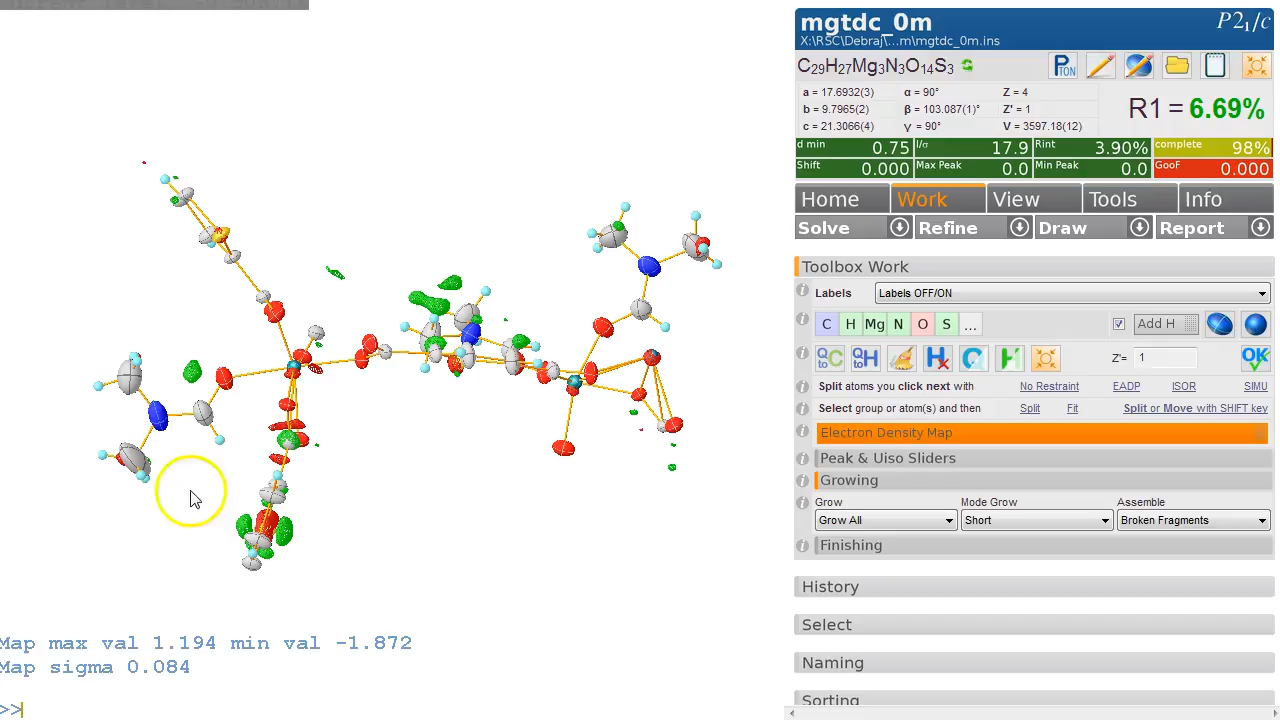 mgtdc_0m
P2₁/c
X:\RSC\Debraj\...m\mgtdc_0m.ins
C₂₉H₂₇Mg₃N₃O₁₄S₃
PTON
a = 17.6932(3) α = 90° Z = 4
b = 9.7965(2) β = 103.087(1)° Z' = 1
c = 21.3066(4) γ = 90° V = 3597.18(12)
R1 = 6.69%
d min 0.75 I/σ 17.9 Rint 3.90% complete 98%
Shift 0.000 Max Peak 0.0 Min Peak 0.0 GooF 0.000
Home Work View Tools Info
Solve Refine Draw Report
Toolbox Work
Labels Labels OFF/ON
C H Mg N O S ... Add H
QC QH H OK
Z'= 1
Split atoms you click next with No Restraint EADP ISOR SIMU
Select group or atom(s) and then Split Fit Split or Move with SHIFT key
Electron Density Map
Peak & Uiso Sliders
Growing
Grow Mode Grow Assemble
Grow All Short Broken Fragments
Finishing
History
Select
Naming
Sorting
Map max val 1.194 min val -1.872
Map sigma 0.084
>>